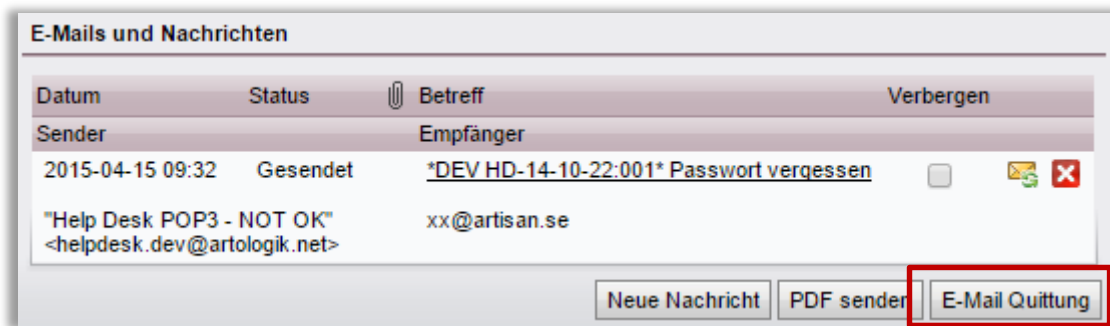 E-Mails und Nachrichten
Datum Status Betreff Verbergen
Sender Empfänger
2015-04-15 09:32 Gesendet *DEV HD-14-10-22:001* Passwort vergessen
"Help Desk POP3 - NOT OK" xx@artisan.se
<helpdesk.dev@artologik.net>
Neue Nachricht PDF senden E-Mail Quittung